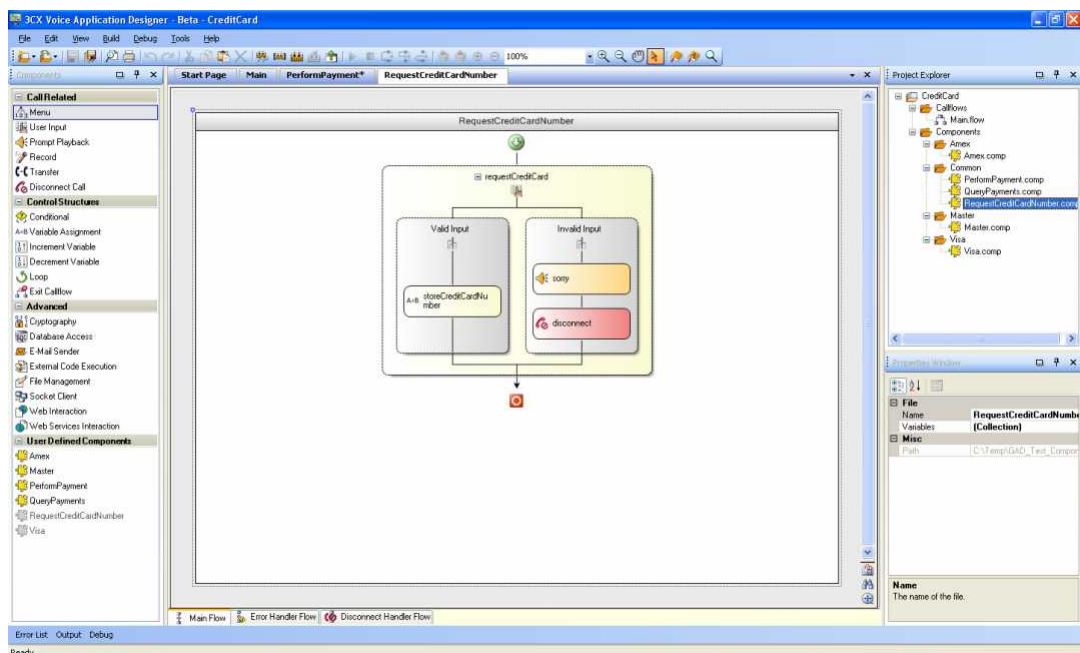 3CX Voice Application Designer - Beta - CreditCard
File Edit View Build Debug Tools Help
100%
Components
Call Related
Menu
User Input
Prompt Playback
Record
Transfer
Disconnect Call
Control Structures
Conditional
A=B Variable Assignment
Increment Variable
Decrement Variable
Loop
Exit Callflow
Advanced
Cryptography
Database Access
E-Mail Sender
External Code Execution
File Management
Socket Client
Web Interaction
Web Services Interaction
User Defined Components
Amex
Master
PerformPayment
QueryPayments
RequestCreditCardNumber
Visa
Start Page Main PerformPayment* RequestCreditCardNumber
RequestCreditCardNumber
requestCreditCard
Valid Input
Invalid Input
A=B storeCreditCardNu
mber
sorry
disconnect
Main Flow Error Handler Flow Disconnect Handler Flow
Project Explorer
CreditCard
Callflows
Main.flow
Components
Amex
Amex.comp
Common
PerformPayment.comp
QueryPayments.comp
RequestCreditCardNumber.comp
Master
Master.comp
Visa
Visa.comp
Properties Window
File
Name RequestCreditCardNumbe
Variables (Collection)
Misc
Path C:\Temp\GAD_Test_Compor
Name
The name of the file.
Error List Output Debug
Ready